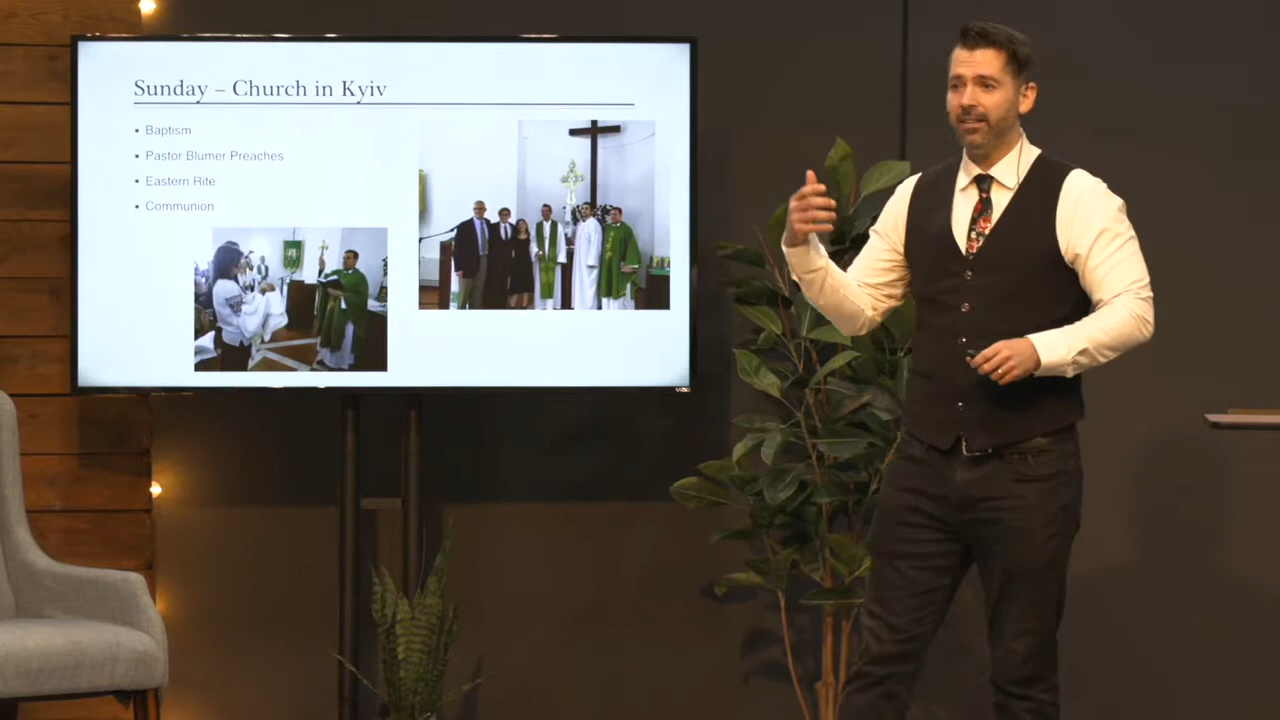 Sunday – Church in Kyiv
▪ Baptism
▪ Pastor Blumer Preaches
▪ Eastern Rite
▪ Communion